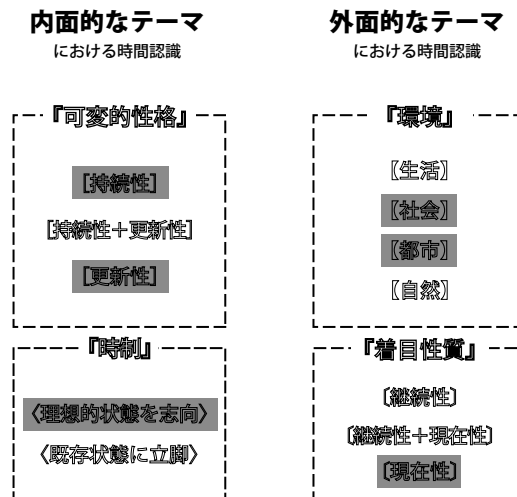 内面的なテーマ
における時間認識
『可変的性格』
[持続性]
[持続性+更新性]
[更新性]
『時制』
〈理想的状態を志向〉
〈既存状態に立脚〉
外面的なテーマ
における時間認識
『環境』
【生活】
【社会】
【都市】
【自然】
『着目性質』
〔継続性〕
〔継続性+現在性〕
〔現在性〕